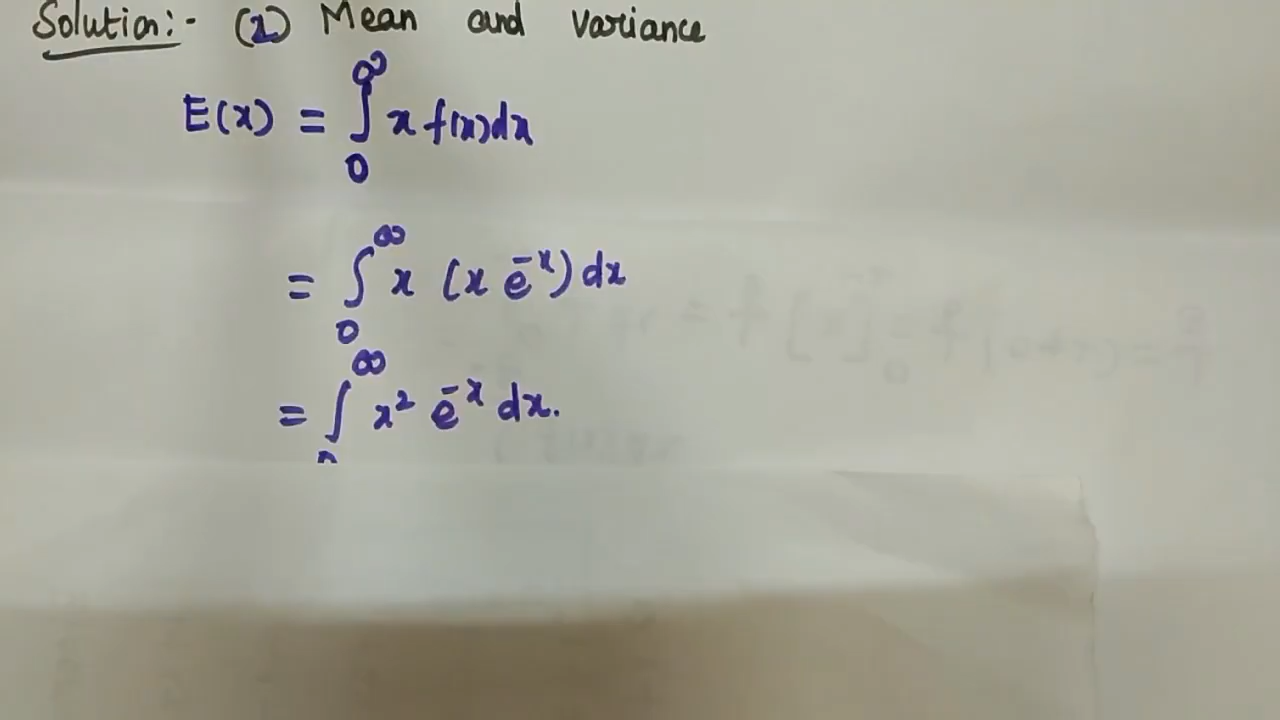 Solution:- (2) Mean and variance
E(x) = ∫₀^∞ x f(x)dx
= ∫₀^∞ x (x e^-x) dx
= ∫₀^∞ x² e^-x dx.